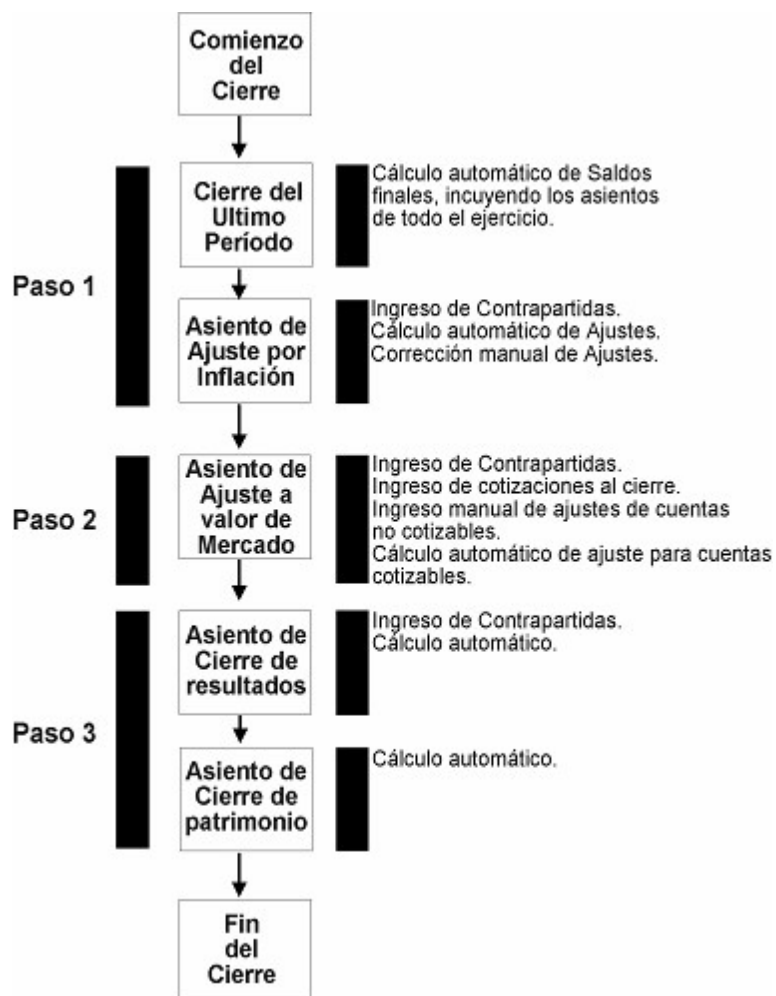 Comienzo
del
Cierre
Paso 1
Cierre del
Ultimo
Período
Cálculo automático de Saldos
finales, incuyendo los asientos
de todo el ejercicio.
Asiento de
Ajuste por
Inflación
Ingreso de Contrapartidas.
Cálculo automático de Ajustes.
Corrección manual de Ajustes.
Paso 2
Asiento de
Ajuste a
valor de
Mercado
Ingreso de Contrapartidas.
Ingreso de cotizaciones al cierre.
Ingreso manual de ajustes de cuentas
no cotizables.
Cálculo automático de ajuste para cuentas
cotizables.
Paso 3
Asiento de
Cierre de
resultados
Ingreso de Contrapartidas.
Cálculo automático.
Asiento de
Cierre de
patrimonio
Cálculo automático.
Fin
del
Cierre